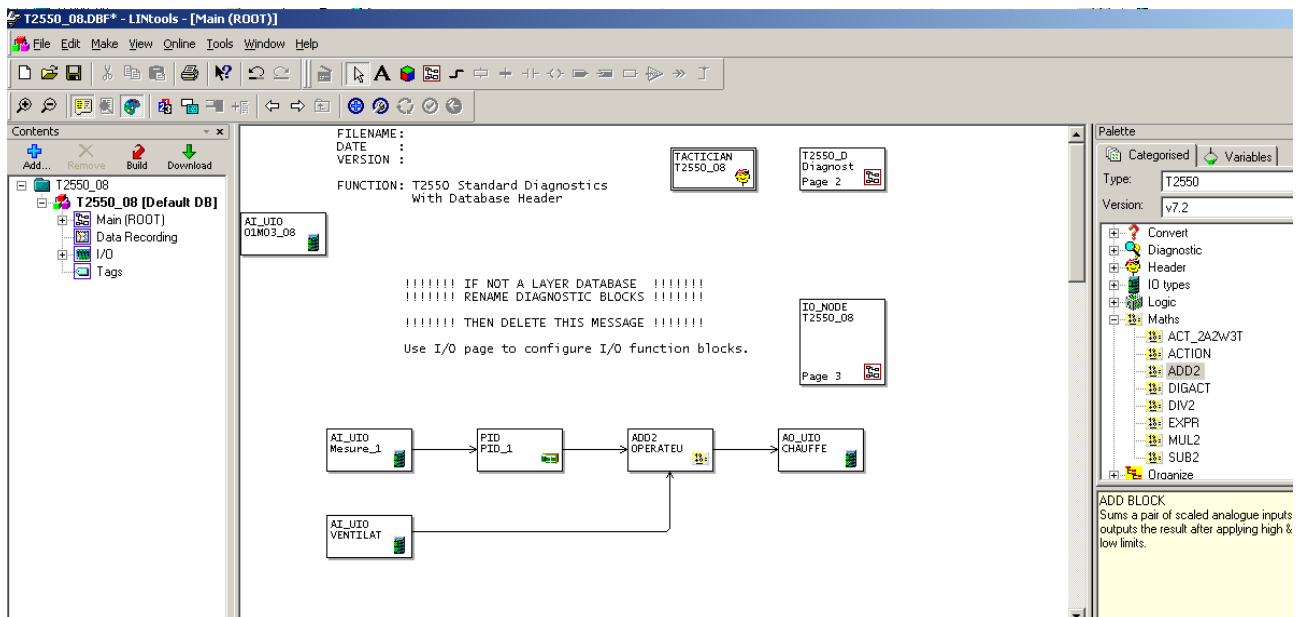 T2550_08.DBF* - LINtools - [Main (ROOT)]
File Edit Make View Online Tools Window Help
Contents
Add... Remove Build Download
T2550_08
T2550_08 [Default DB]
Main (ROOT)
Data Recording
I/O
Tags
FILENAME:
DATE :
VERSION :
FUNCTION: T2550 Standard Diagnostics
With Database Header
TACTICIAN
T2550_08
T2550_D
Diagnost
Page 2
AI_UIO
01M03_08
!!!!!!! IF NOT A LAYER DATABASE !!!!!!!
!!!!!!! RENAME DIAGNOSTIC BLOCKS !!!!!!!
!!!!!!! THEN DELETE THIS MESSAGE !!!!!!!
Use I/O page to configure I/O function blocks.
IO_NODE
T2550_08
Page 3
AI_UIO
Mesure_1
PID
PID_1
ADD2
OPERATEU
AO_UIO
CHAUFFE
AI_UIO
VENTILAT
Palette
Categorised Variables
Type: T2550
Version: v7.2
Convert
Diagnostic
Header
IO types
Logic
Maths
ACT_2A2W3T
ACTION
ADD2
DIGACT
DIV2
EXPR
MUL2
SUB2
Organize
ADD BLOCK
Sums a pair of scaled analogue inputs
outputs the result after applying high &
low limits.